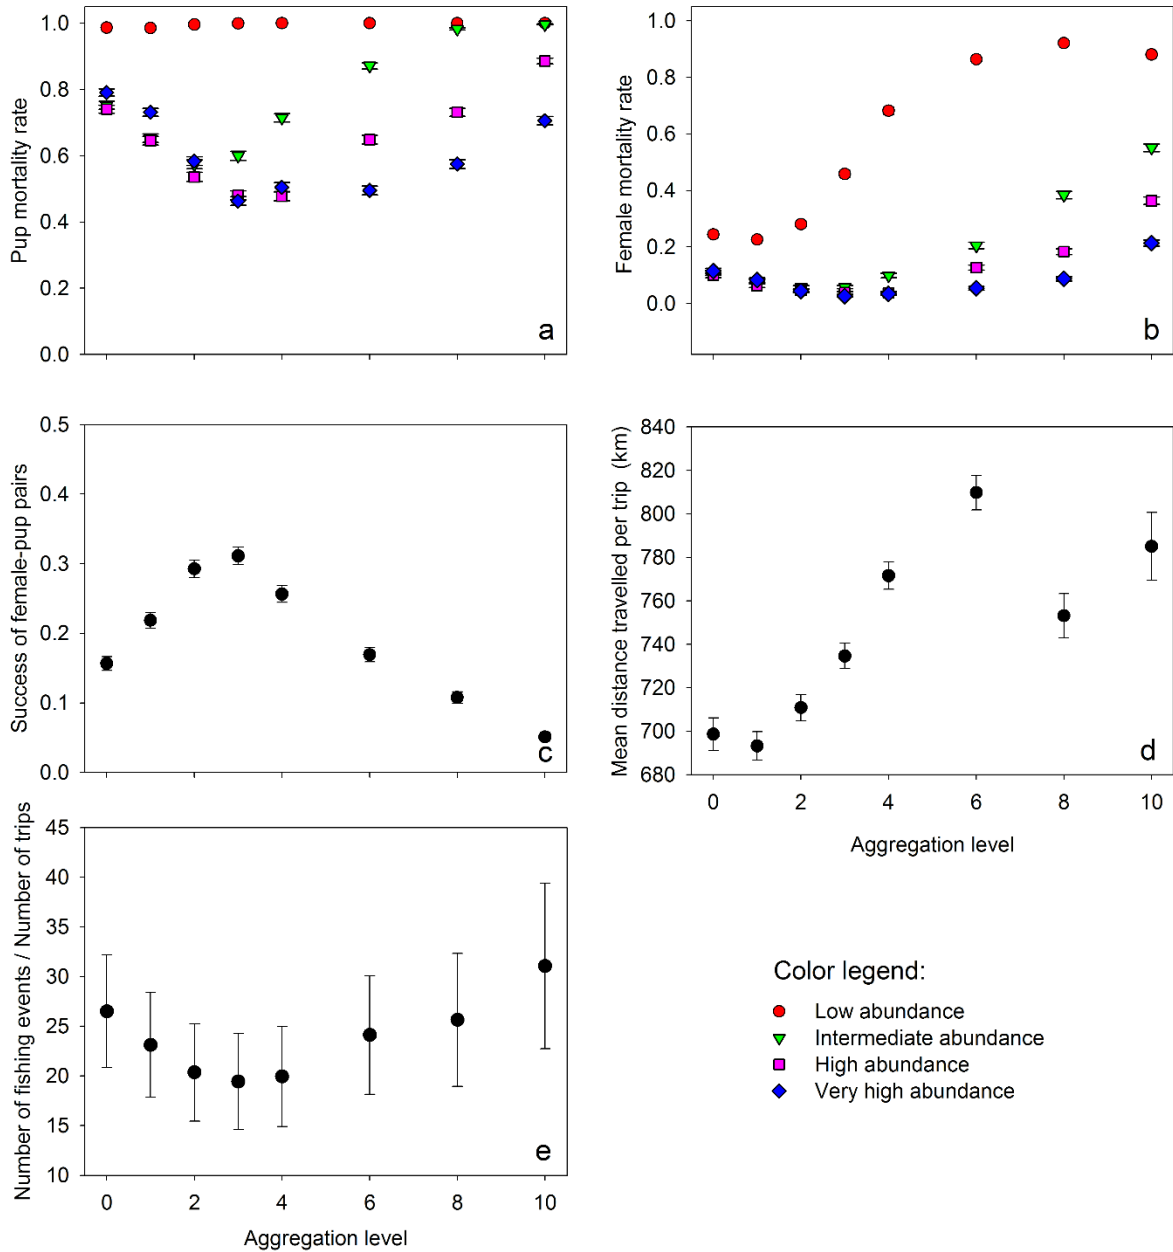 Pup mortality rate
1.0
0.8
0.6
0.4
0.2
0.0
a
Female mortality rate
1.0
0.8
0.6
0.4
0.2
0.0
b
Success of female-pup pairs
0.5
0.4
0.3
0.2
0.1
0.0
c
Mean distance travelled per trip (km)
840
820
800
780
760
740
720
700
680
d
0 2 4 6 8 10
Aggregation level
Number of fishing events / Number of trips
45
40
35
30
25
20
15
10
e
0 2 4 6 8 10
Aggregation level
Color legend:
Low abundance
Intermediate abundance
High abundance
Very high abundance